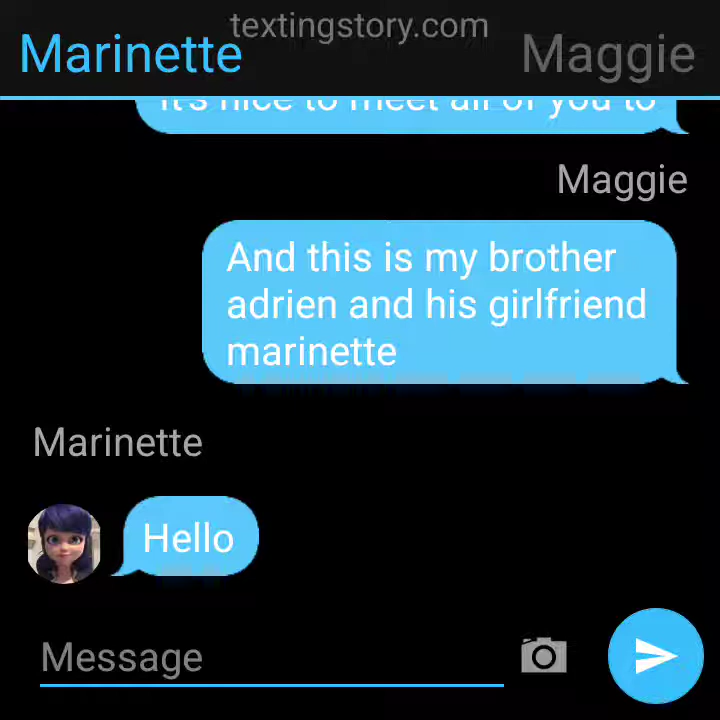 textingstory.com
Marinette
Maggie
It's nice to meet all of you to
Maggie
And this is my brother
adrien and his girlfriend
marinette
Marinette
Hello
Message